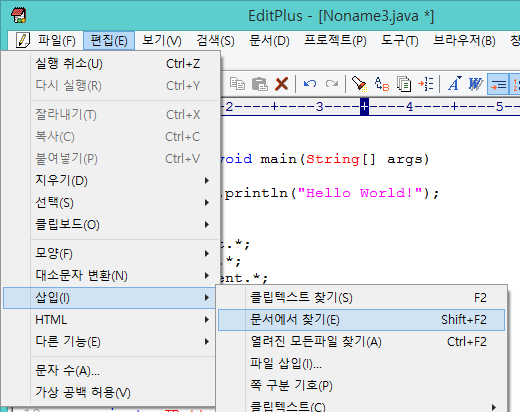 EditPlus - [Noname3.java *]
파일(F) 편집(E) 보기(V) 검색(S) 문서(D) 프로젝트(P) 도구(T) 브라우저(B)
실행 취소(U) Ctrl+Z
다시 실행(R) Ctrl+Y
잘라내기(T) Ctrl+X
복사(C) Ctrl+C
붙여넣기(P) Ctrl+V
지우기(D)
선택(S)
클립보드(O)
모양(F)
대소문자 변환(N)
삽입(I)
HTML
다른 기능(E)
문자 수(A)...
가상 공백 허용(V)
클립텍스트 찾기(S) F2
문서에서 찾기(E) Shift+F2
열려진 모든파일 찾기(A) Ctrl+F2
파일 삽입(I)...
쪽 구분 기호(P)
클립텍스트(C)
2----+----3----+----4----+----5
void main(String[] args)
.println("Hello World!");
t.*;
.*;
ent.*;